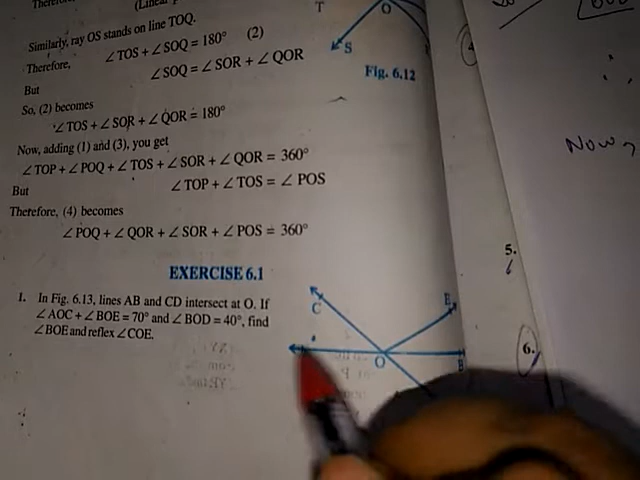 (Linear p
Similarly, ray OS stands on line TOQ.
Therefore, ∠TOS + ∠SOQ = 180° (2)
But ∠SOQ = ∠SOR + ∠QOR
So, (2) becomes
∠TOS + ∠SOR + ∠QOR = 180°
Now, adding (1) and (3), you get
∠TOP + ∠POQ + ∠TOS + ∠SOR + ∠QOR = 360°
But ∠TOP + ∠TOS = ∠POS
Therefore, (4) becomes
∠POQ + ∠QOR + ∠SOR + ∠POS = 360°
T O
S
Fig. 6.12
EXERCISE 6.1
1. In Fig. 6.13, lines AB and CD intersect at O. If
∠AOC + ∠BOE = 70° and ∠BOD = 40°, find
∠BOE and reflex ∠COE.
C E
O B
5.
6.
Now